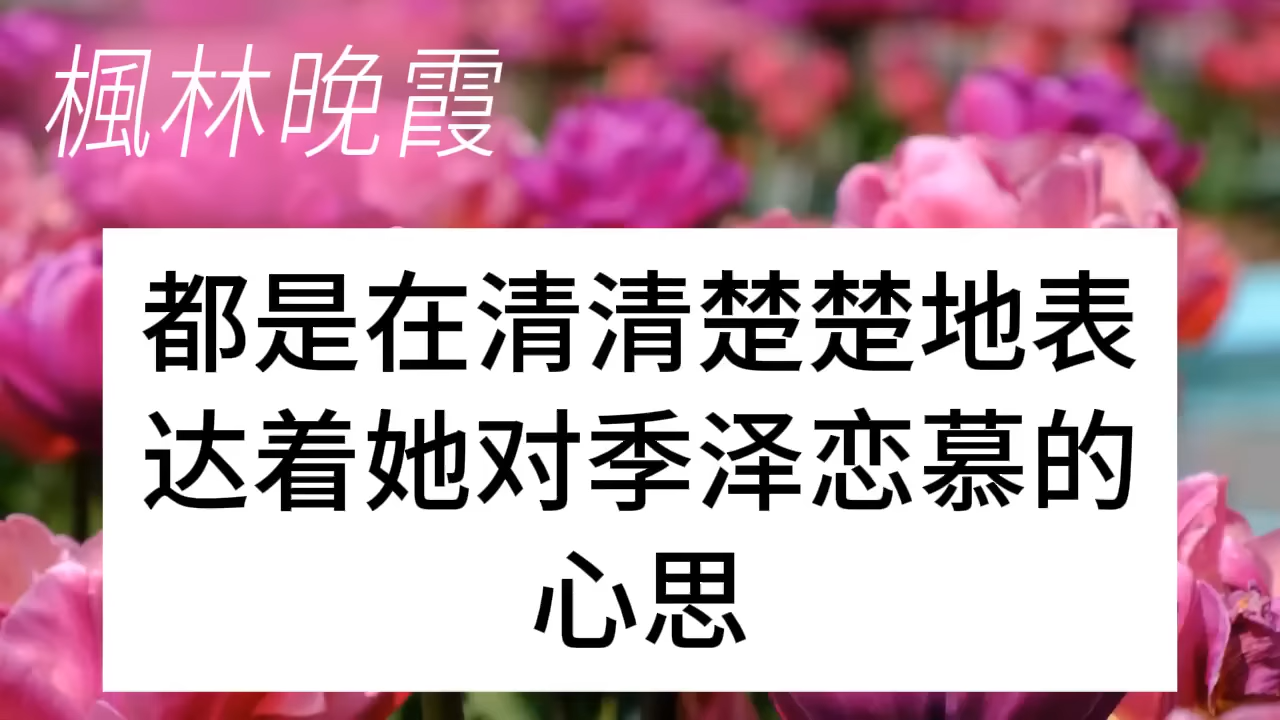 楓林晚霞
都是在清清楚楚地表
达着她对季泽恋慕的
心思